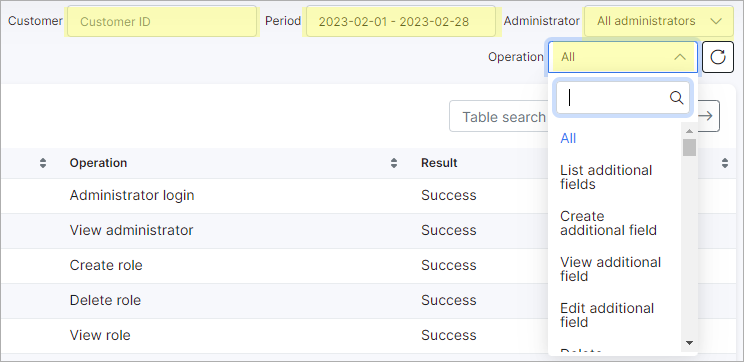 Customer Customer ID Period 2023-02-01 - 2023-02-28 Administrator All administrators
Operation All
Table search
Operation Result
Administrator login Success
View administrator Success
Create role Success
Delete role Success
View role Success
All
List additional
fields
Create
additional field
View additional
field
Edit additional
field
Delete